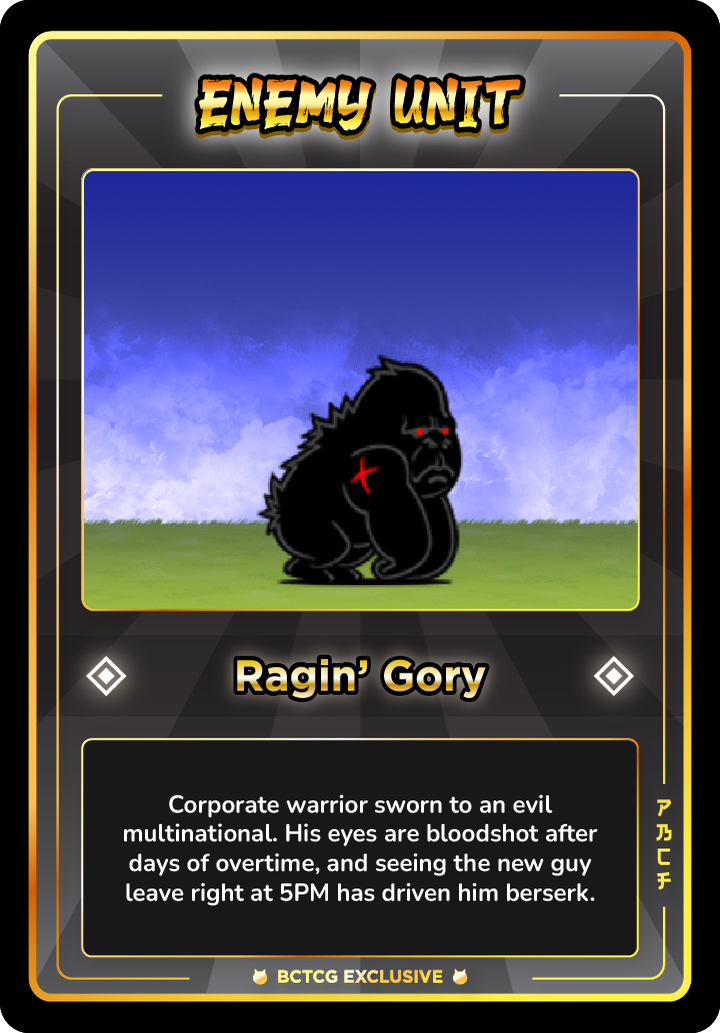 ENEMY UNIT
Ragin’ Gory
Corporate warrior sworn to an evil
multinational. His eyes are bloodshot after
days of overtime, and seeing the new guy
leave right at 5PM has driven him berserk.
BCTCG EXCLUSIVE